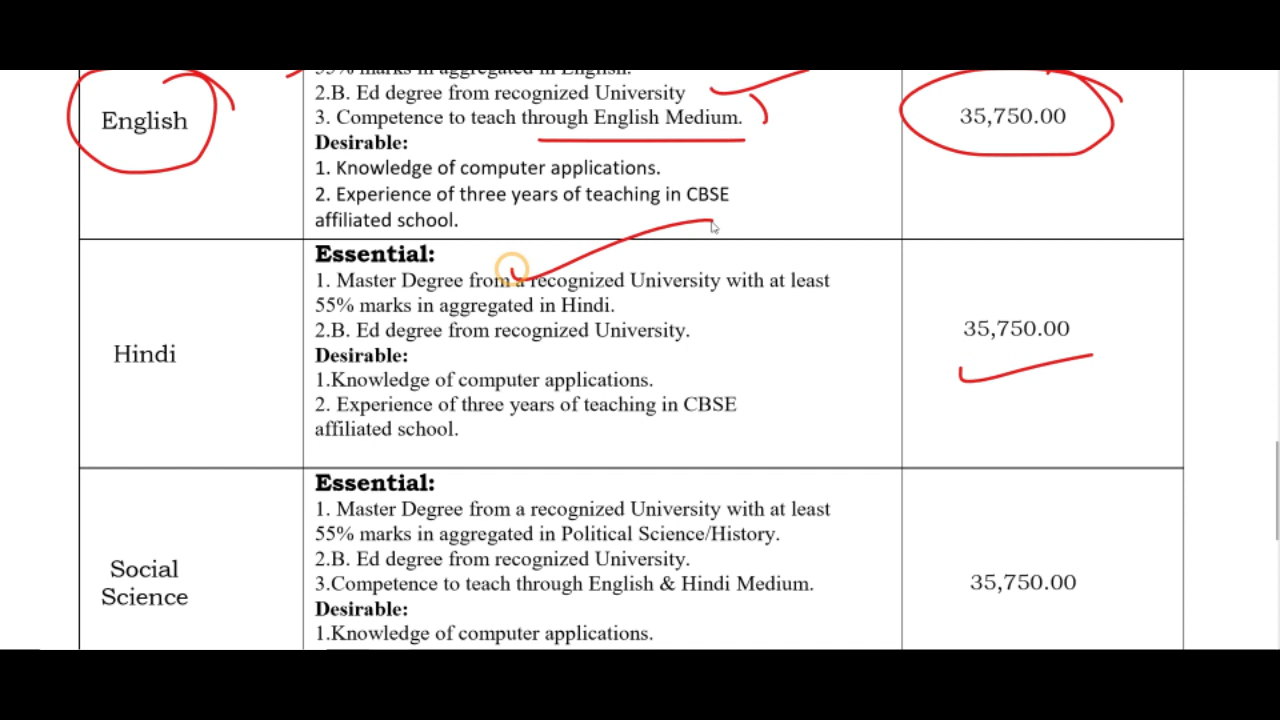 55% marks in aggregated in English.
2.B. Ed degree from recognized University
English
3. Competence to teach through English Medium.
35,750.00
Desirable:
1. Knowledge of computer applications.
2. Experience of three years of teaching in CBSE
affiliated school.
Essential:
1. Master Degree from a recognized University with at least
55% marks in aggregated in Hindi.
2.B. Ed degree from recognized University.
Hindi
35,750.00
Desirable:
1.Knowledge of computer applications.
2. Experience of three years of teaching in CBSE
affiliated school.
Essential:
1. Master Degree from a recognized University with at least
55% marks in aggregated in Political Science/History.
2.B. Ed degree from recognized University.
Social
Science
3.Competence to teach through English & Hindi Medium.
35,750.00
Desirable:
1.Knowledge of computer applications.